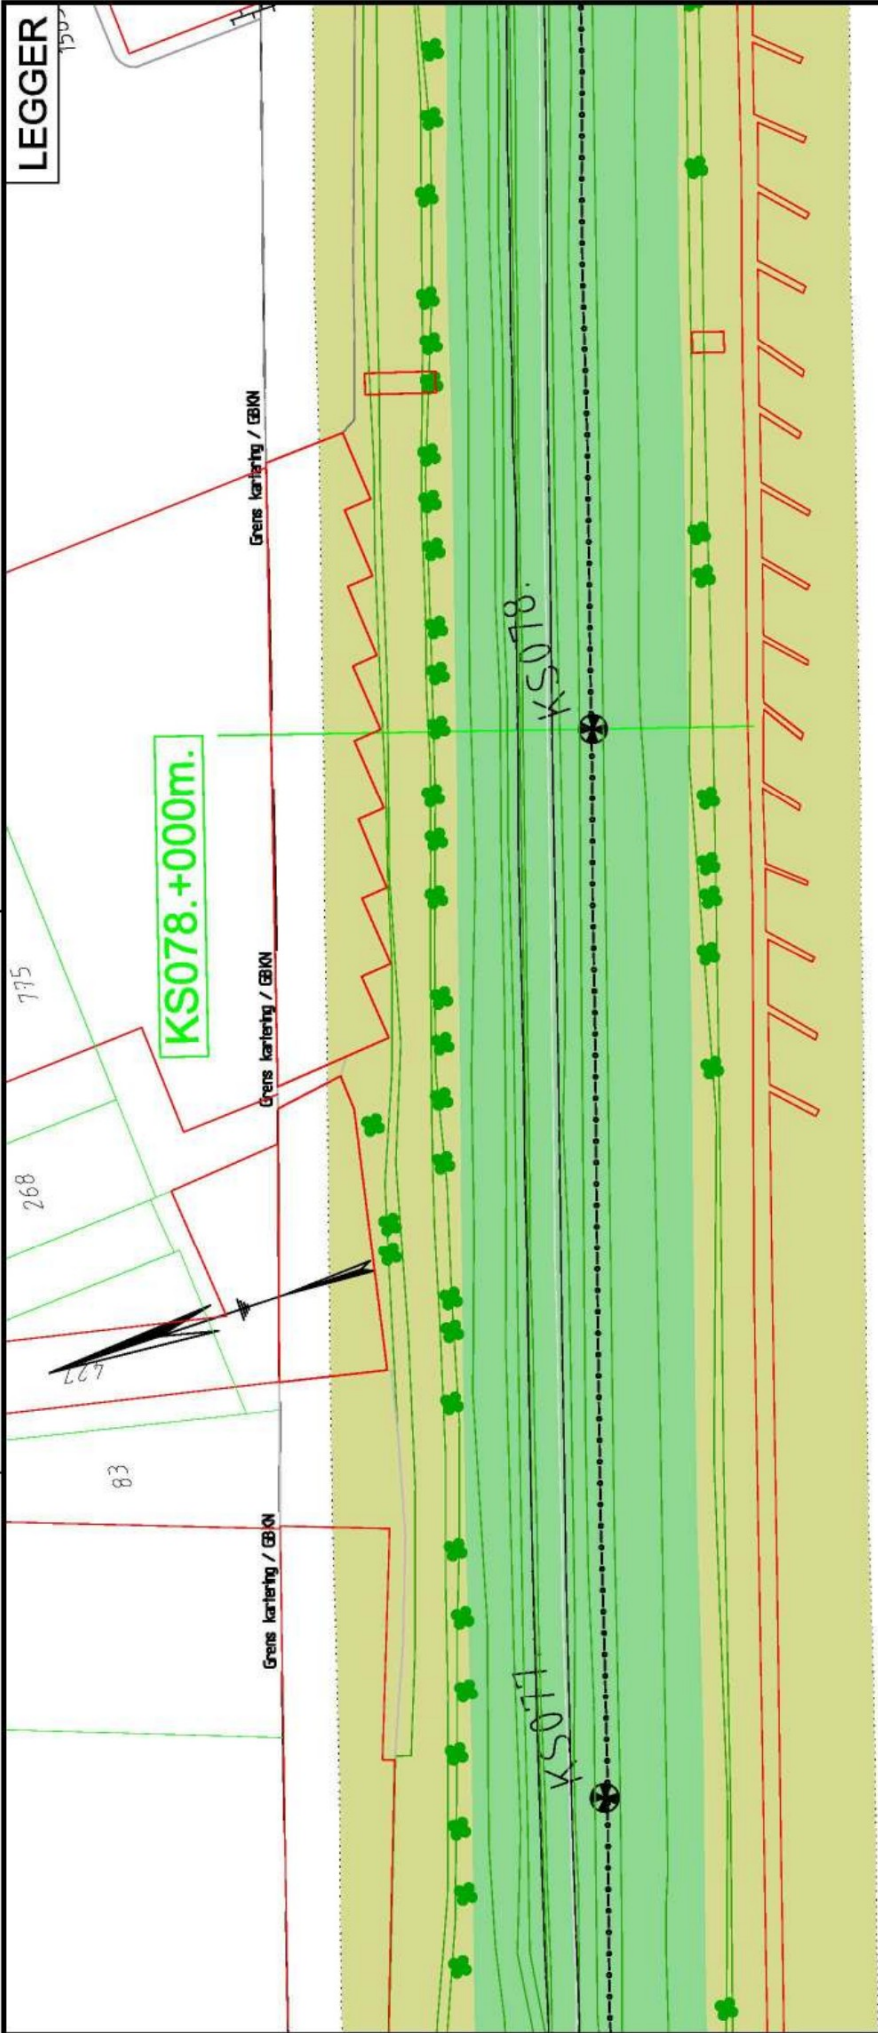 LEGGER
Grens kartering / GBKN
KS078.
KS078.+000m.
775
Grens kartering / GBKN
268
427
83
Grens kartering / GBKN
KS077